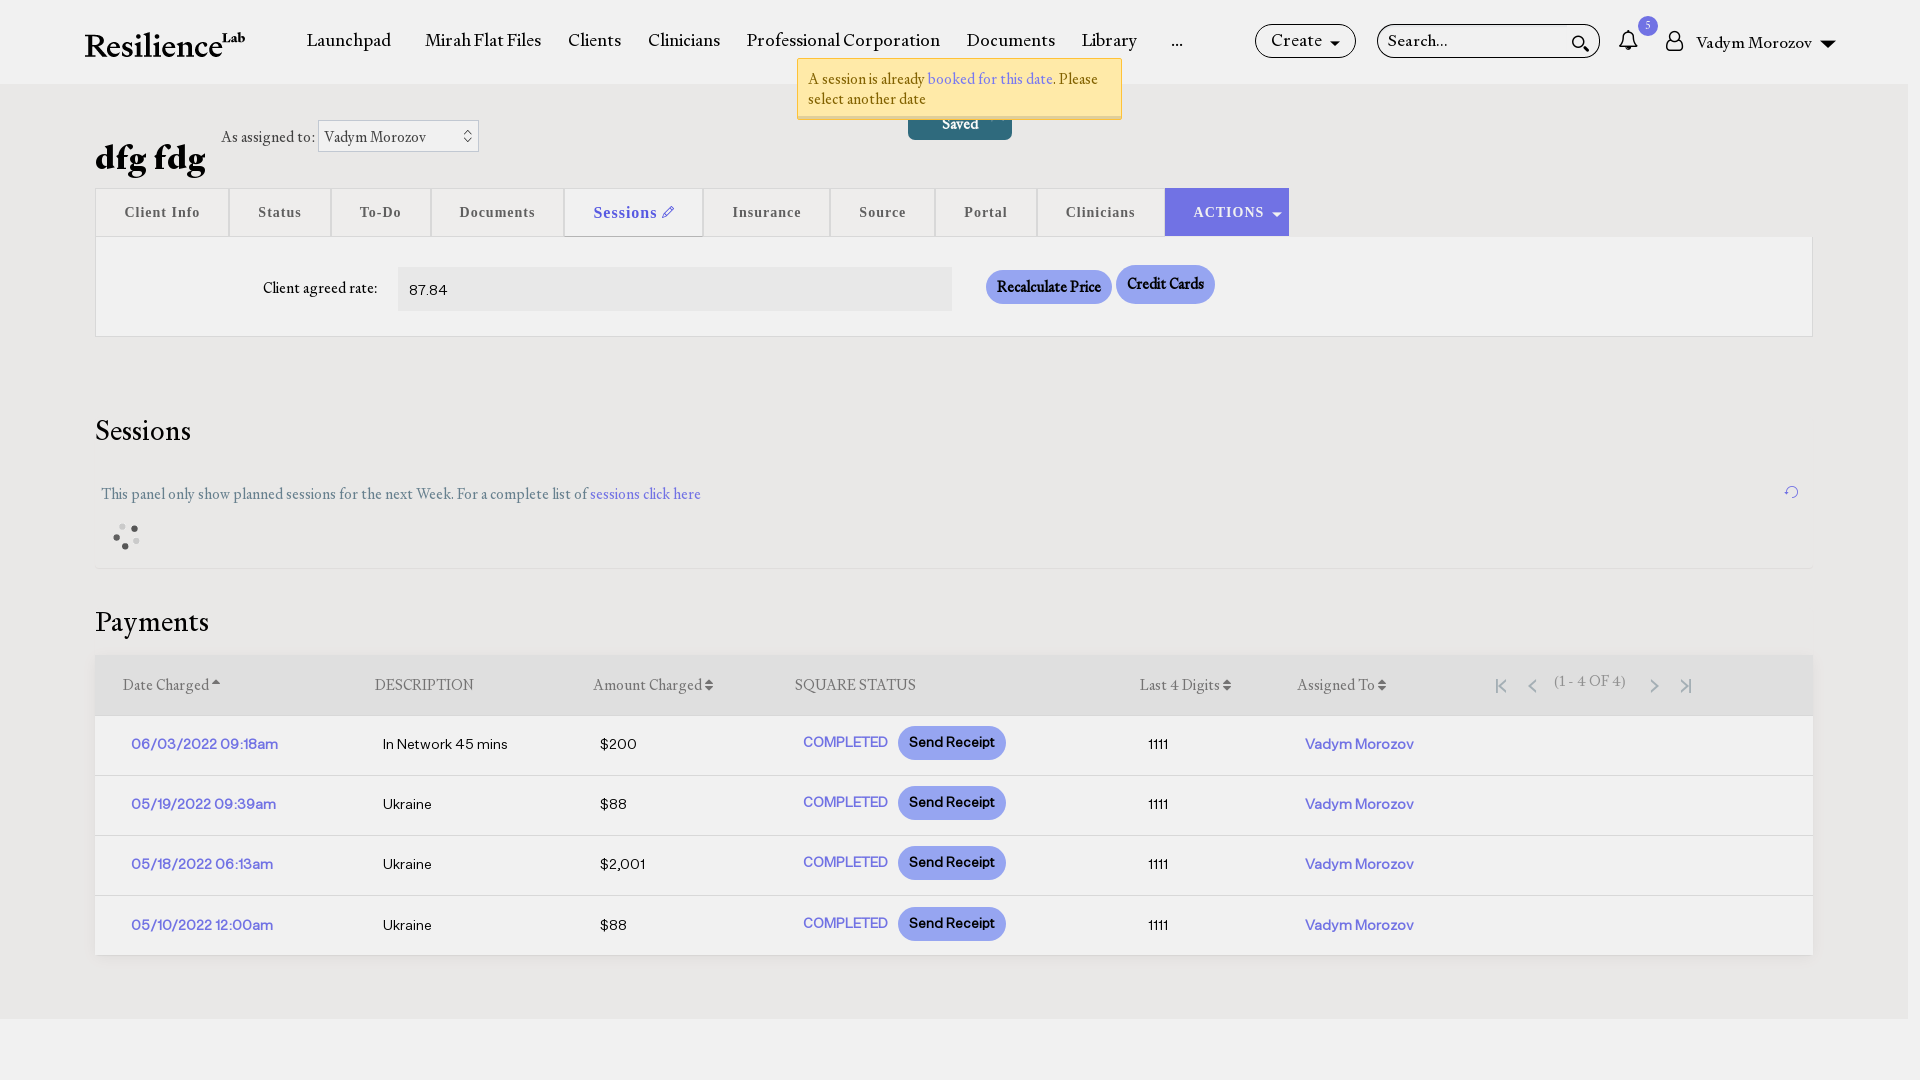 ResilienceLab Launchpad Mirah Flat Files Clients Clinicians Professional Corporation Documents Library ... Create Search... 5 Vadym Morozov
A session is already booked for this date. Please
select another date
Saved
dfg fdg As assigned to: Vadym Morozov
Client Info Status To-Do Documents Sessions Insurance Source Portal Clinicians ACTIONS
Client agreed rate: 87.84 Recalculate Price Credit Cards
Sessions
This panel only show planned sessions for the next Week. For a complete list of sessions click here
Payments
Date Charged DESCRIPTION Amount Charged SQUARE STATUS Last 4 Digits Assigned To (1 - 4 OF 4)
06/03/2022 09:18am In Network 45 mins $200 COMPLETED Send Receipt 1111 Vadym Morozov
05/19/2022 09:39am Ukraine $88 COMPLETED Send Receipt 1111 Vadym Morozov
05/18/2022 06:13am Ukraine $2,001 COMPLETED Send Receipt 1111 Vadym Morozov
05/10/2022 12:00am Ukraine $88 COMPLETED Send Receipt 1111 Vadym Morozov